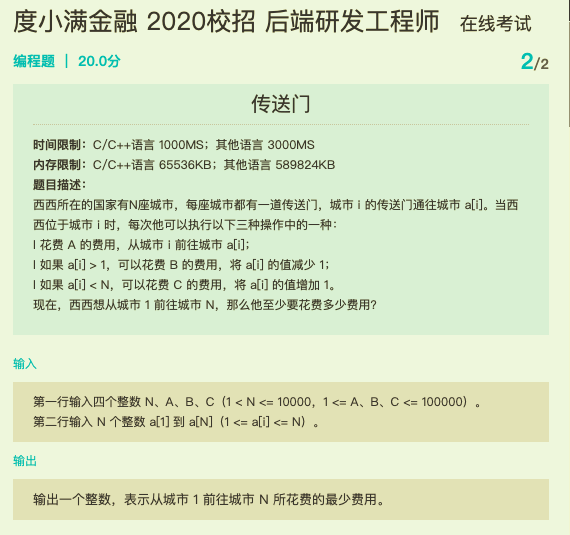 度小满金融 2020校招 后端研发工程师 在线考试
编程题 | 20.0分 2/2
传送门
时间限制：C/C++语言 1000MS；其他语言 3000MS
内存限制：C/C++语言 65536KB；其他语言 589824KB
题目描述：
西西所在的国家有N座城市，每座城市都有一道传送门，城市 i 的传送门通往城市 a[i]。当西
西位于城市 i 时，每次他可以执行以下三种操作中的一种：
l 花费 A 的费用，从城市 i 前往城市 a[i]；
l 如果 a[i] > 1，可以花费 B 的费用，将 a[i] 的值减少 1；
l 如果 a[i] < N，可以花费 C 的费用，将 a[i] 的值增加 1。
现在，西西想从城市 1 前往城市 N，那么他至少要花费多少费用？
输入
第一行输入四个整数 N、A、B、C（1 < N <= 10000，1 <= A、B、C <= 100000）。
第二行输入 N 个整数 a[1] 到 a[N]（1 <= a[i] <= N）。
输出
输出一个整数，表示从城市 1 前往城市 N 所花费的最少费用。